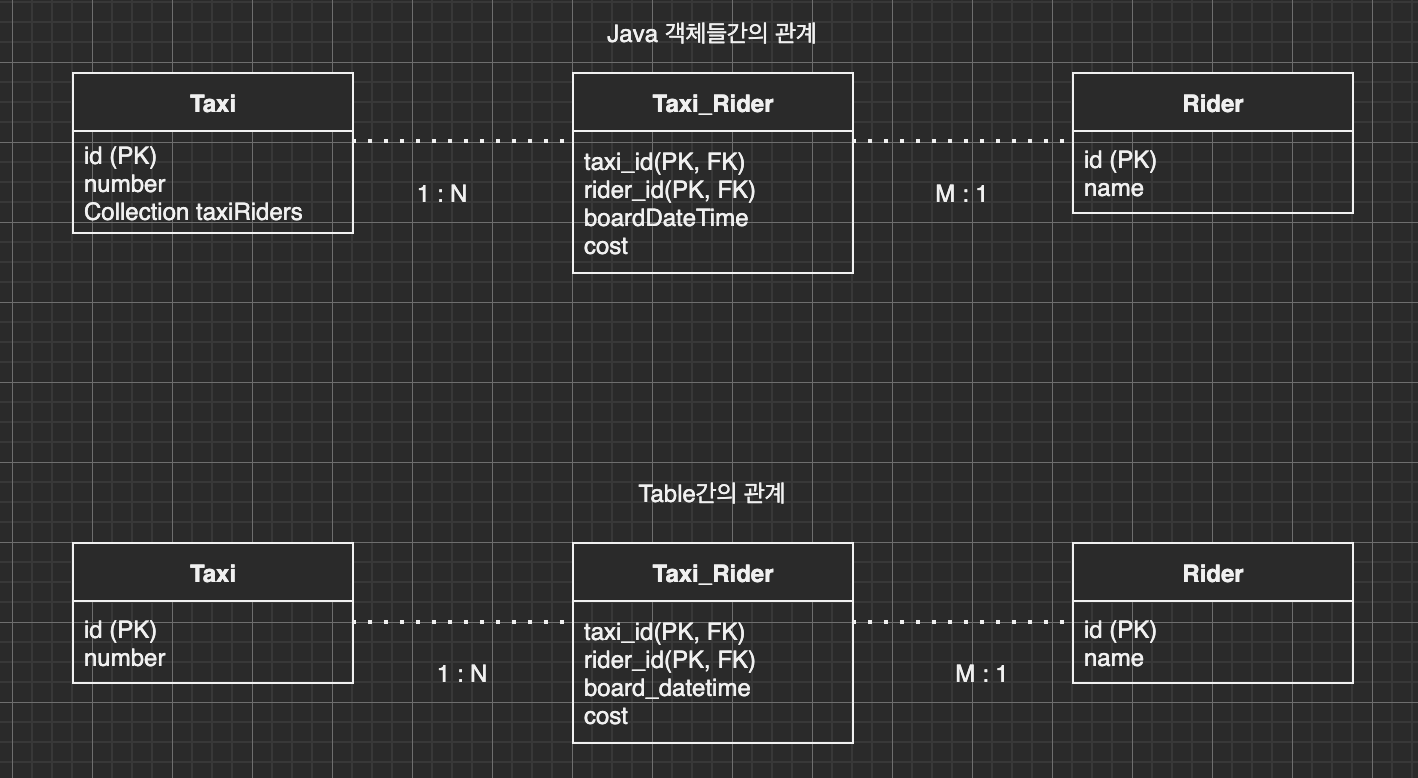 Java 객체들간의 관계
Taxi
id (PK)
number
Collection taxiRiders
1 : N
Taxi_Rider
taxi_id(PK, FK)
rider_id(PK, FK)
boardDateTime
cost
M : 1
Rider
id (PK)
name
Table간의 관계
Taxi
id (PK)
number
1 : N
Taxi_Rider
taxi_id(PK, FK)
rider_id(PK, FK)
board_datetime
cost
M : 1
Rider
id (PK)
name